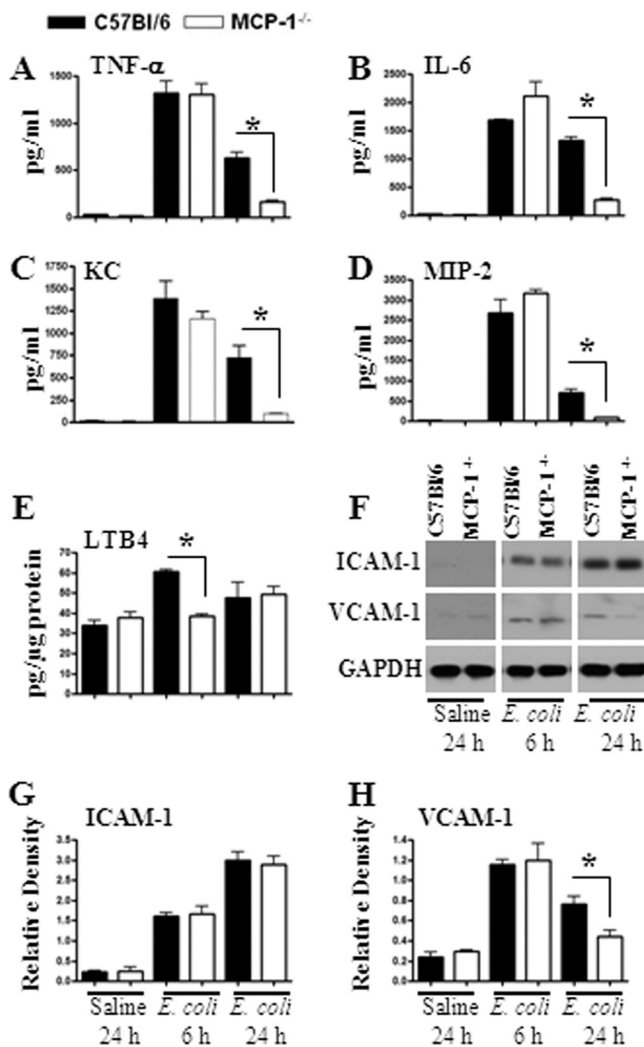 C57Bl/6 MCP-1-/-
A TNF-α
pg/ml
1500
1000
500
0
*
B IL-6
pg/ml
2500
2000
1500
1000
500
0
*
C KC
pg/ml
1750
1500
1250
1000
750
500
250
0
*
D MIP-2
pg/ml
3500
3000
2500
2000
1500
1000
500
0
*
E LTB4
pg/µg protein
70
60
50
40
30
20
10
0
*
F
C57Bl/6 MCP-1-/- C57Bl/6 MCP-1-/- C57Bl/6 MCP-1-/-
ICAM-1
VCAM-1
GAPDH
Saline E. coli E. coli
24 h 6 h 24 h
G ICAM-1
Relative Density
3.5
3.0
2.5
2.0
1.5
1.0
0.5
0.0
Saline E. coli E. coli
24 h 6 h 24 h
H VCAM-1
Relative Density
1.4
1.2
1.0
0.8
0.6
0.4
0.2
0.0
*
Saline E. coli E. coli
24 h 6 h 24 h